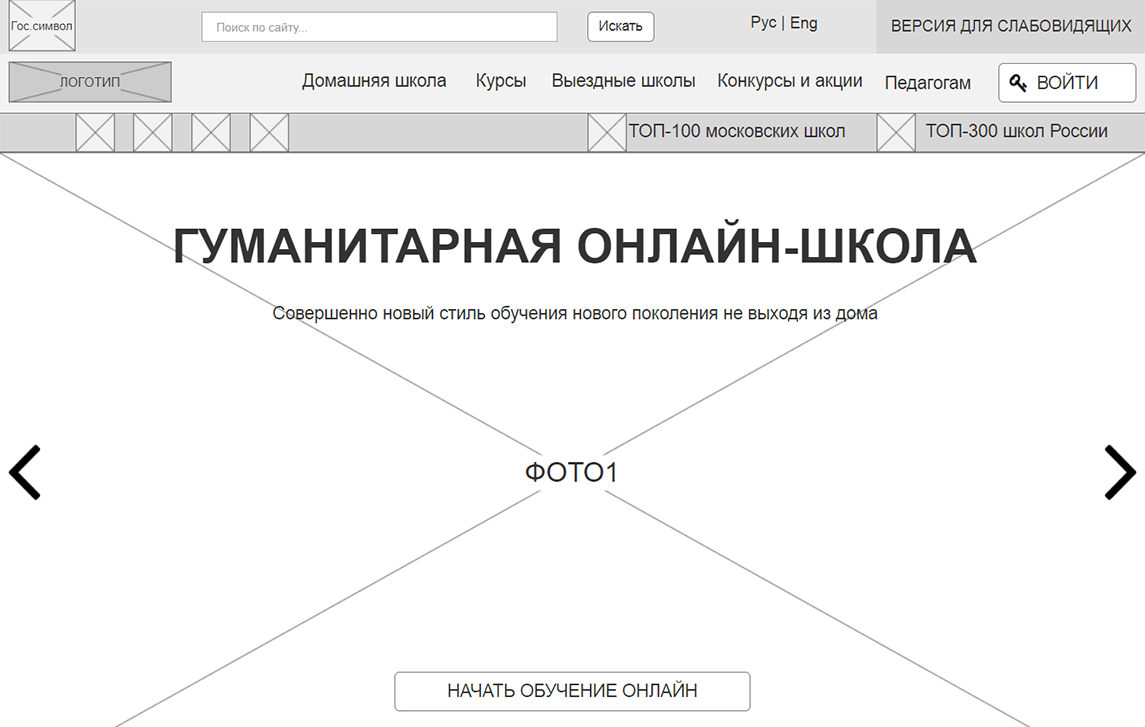 Гос.символ
Поиск по сайту...
Искать
Рус | Eng
ВЕРСИЯ ДЛЯ СЛАБОВИДЯЩИХ
ЛОГОТИП
Домашняя школа
Курсы
Выездные школы
Конкурсы и акции
Педагогам
ВОЙТИ
ТОП-100 московских школ
ТОП-300 школ России
ГУМАНИТАРНАЯ ОНЛАЙН-ШКОЛА
Совершенно новый стиль обучения нового поколения не выходя из дома
ФОТО1
НАЧАТЬ ОБУЧЕНИЕ ОНЛАЙН